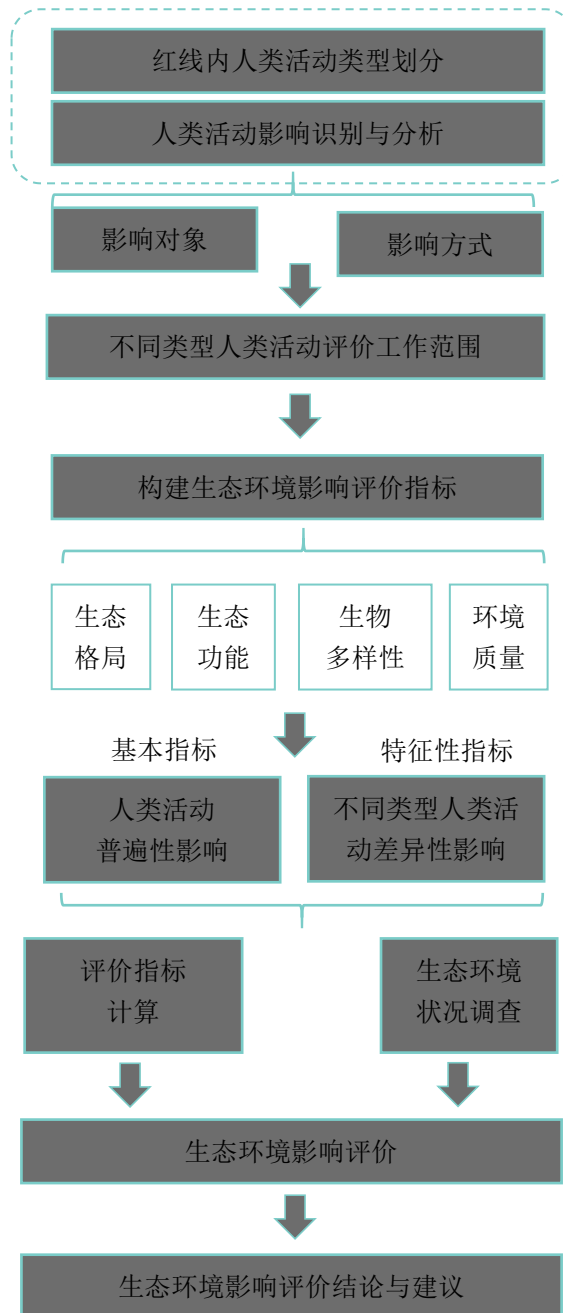 红线内人类活动类型划分
人类活动影响识别与分析
影响对象
影响方式
不同类型人类活动评价工作范围
构建生态环境影响评价指标
生态
格局
生态
功能
生物
多样性
环境
质量
基本指标
特征性指标
人类活动
普遍性影响
不同类型人类活
动差异性影响
评价指标
计算
生态环境
状况调查
生态环境影响评价
生态环境影响评价结论与建议